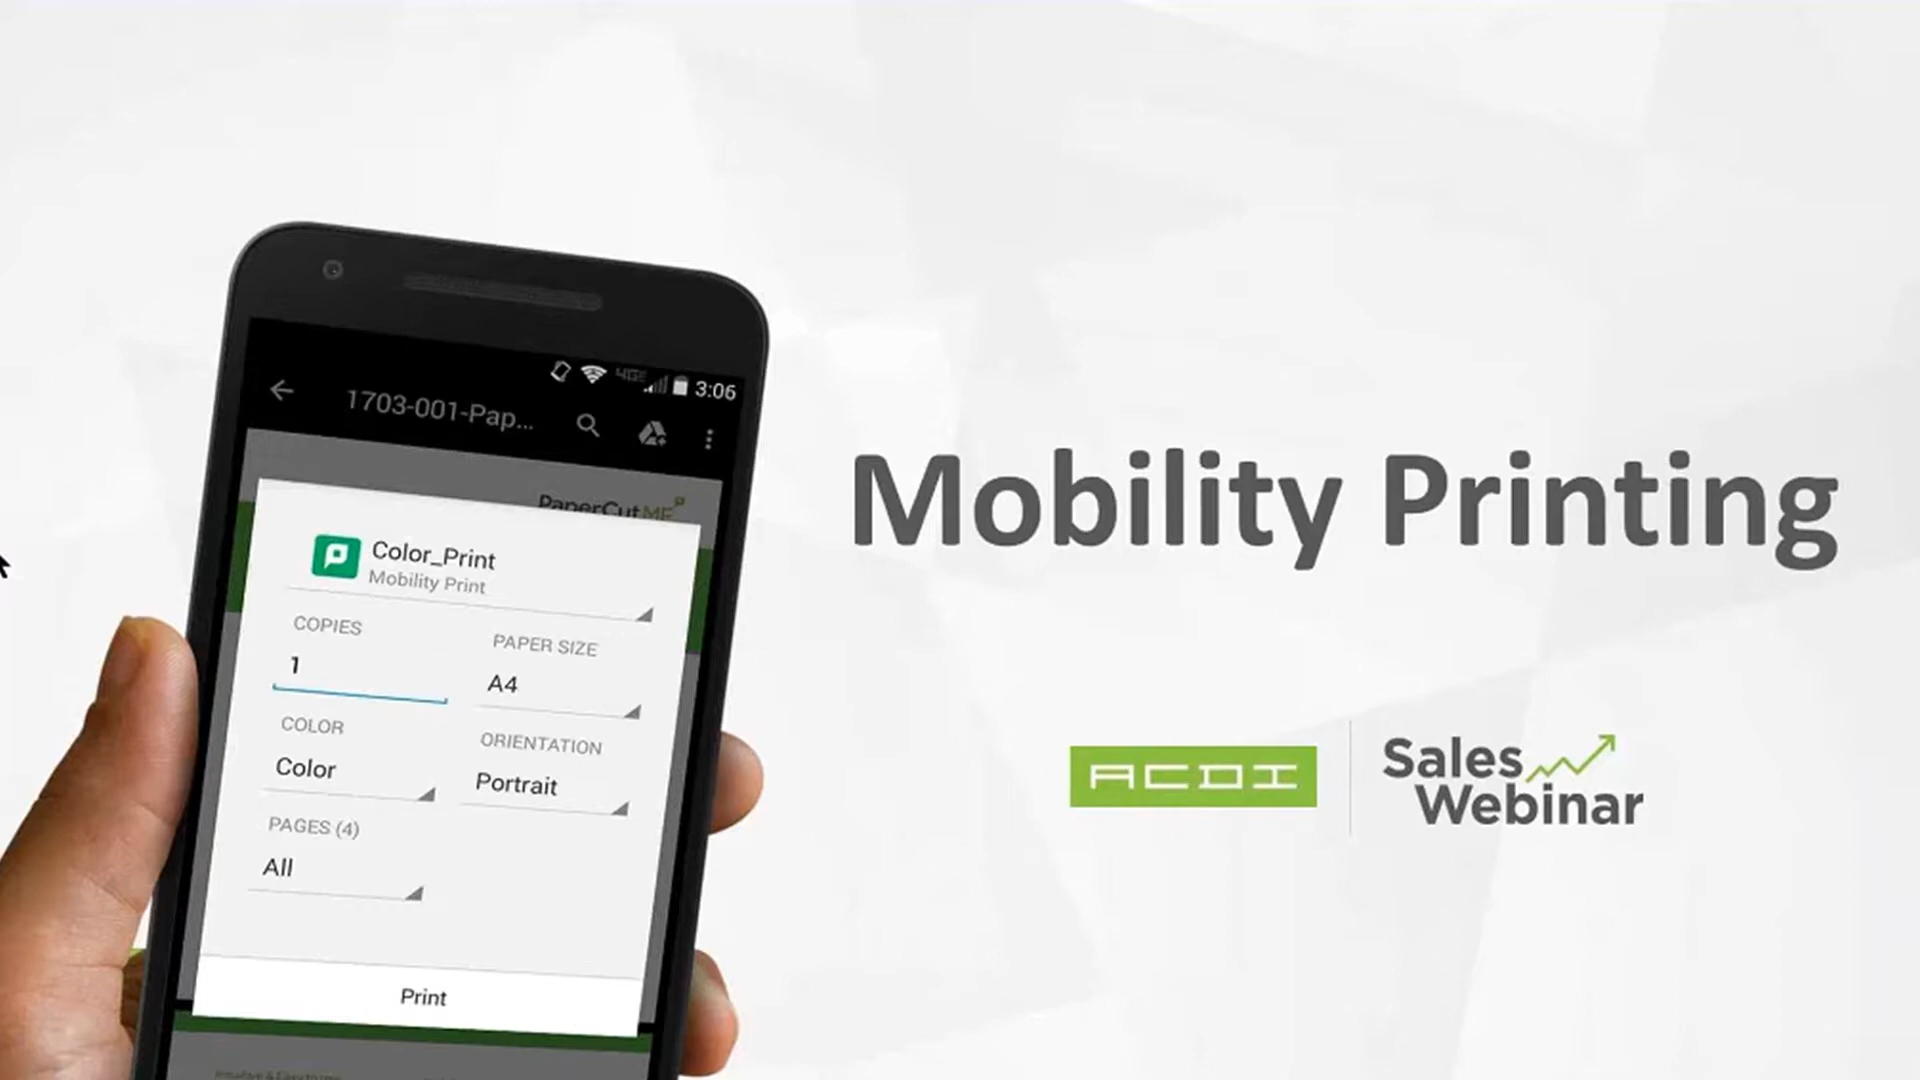 4GE
3:06
1703-001-Pap...
PaperCut MF
Color_Print
Mobility Print
COPIES
PAPER SIZE
1
A4
COLOR
ORIENTATION
Color
Portrait
PAGES (4)
All
Print
Mobility Printing
ACDI
Sales
Webinar